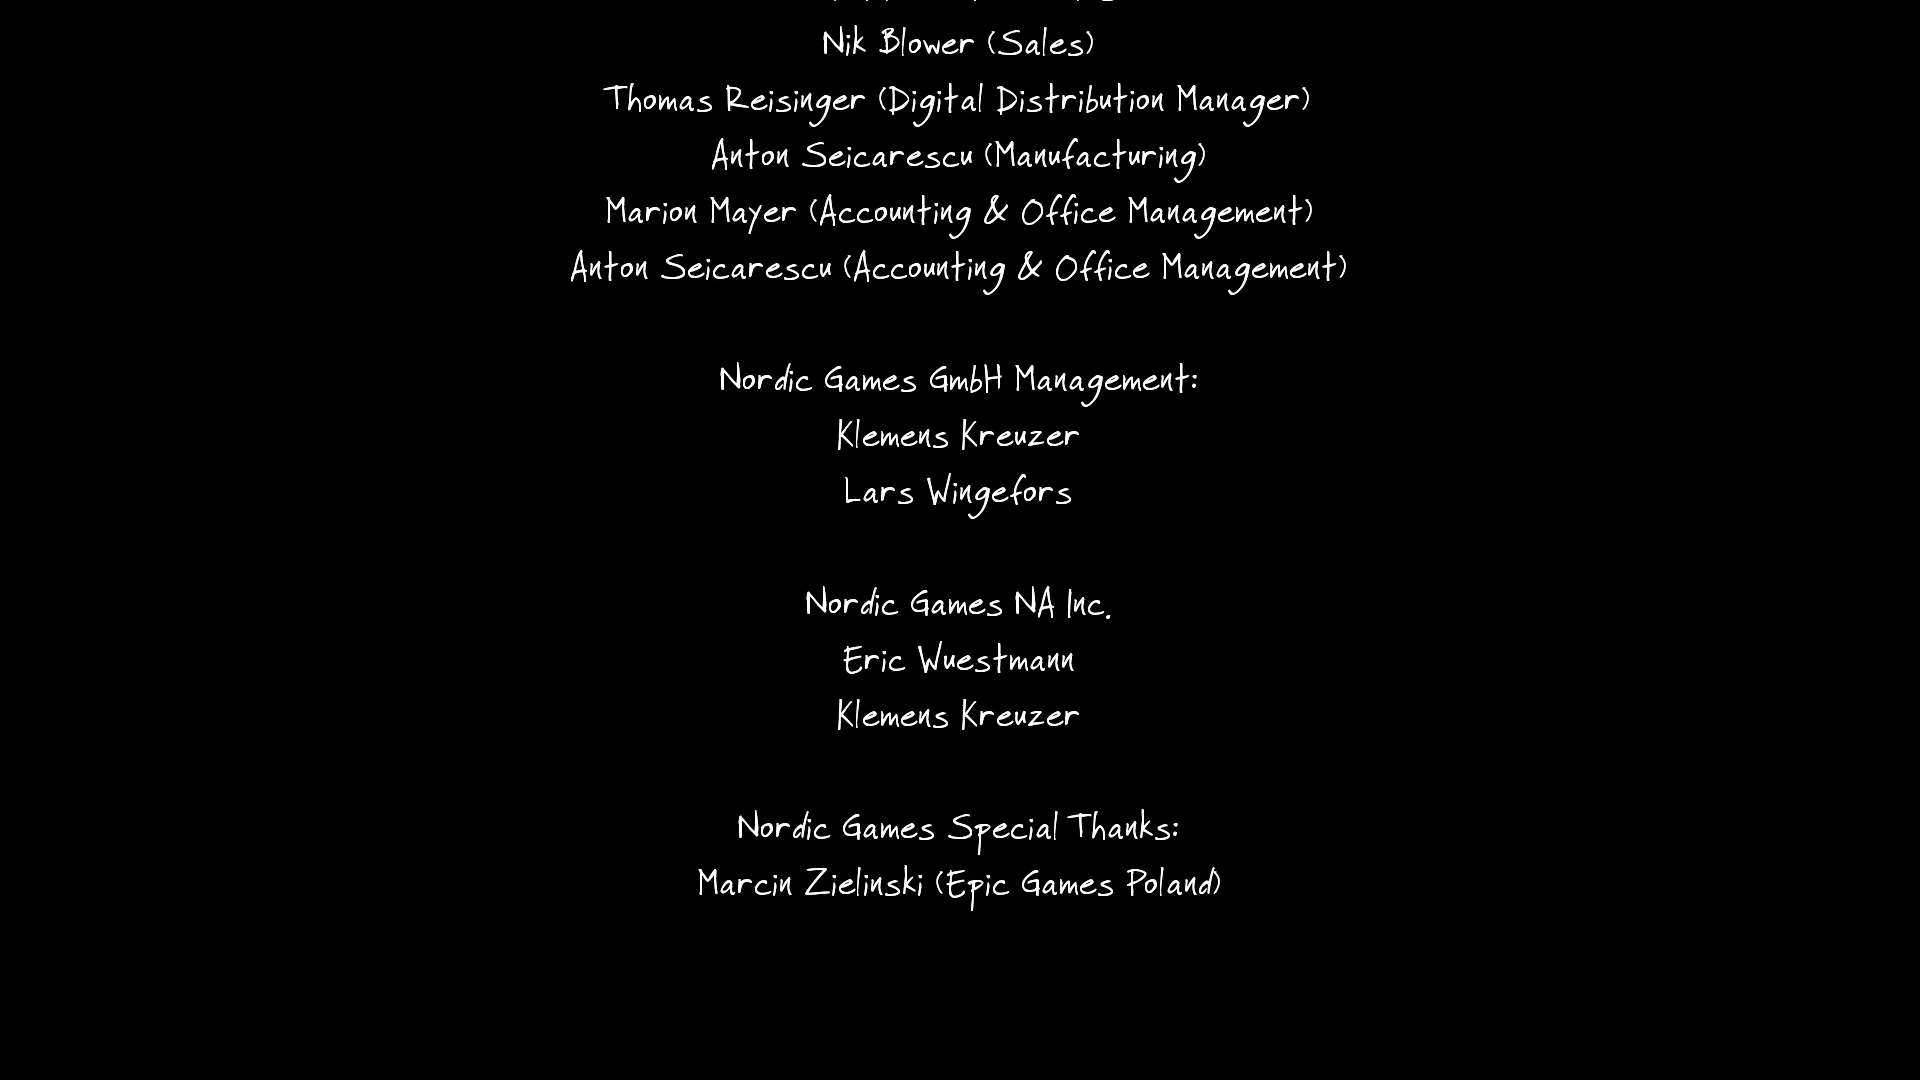 Nik Blower (Sales)
Thomas Reisinger (Digital Distribution Manager)
Anton Seicarescu (Manufacturing)
Marion Mayer (Accounting & Office Management)
Anton Seicarescu (Accounting & Office Management)
Nordic Games GmbH Management:
Klemens Kreuzer
Lars Wingefors
Nordic Games NA Inc.
Eric Wuestmann
Klemens Kreuzer
Nordic Games Special Thanks:
Marcin Zielinski (Epic Games Poland)